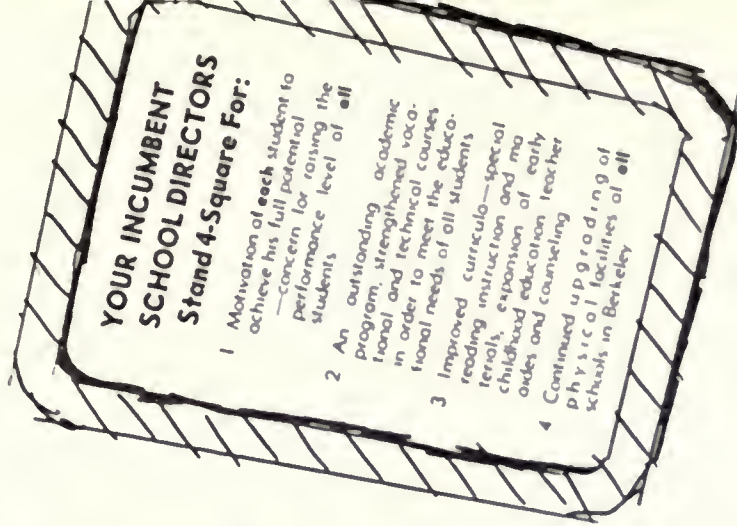 YOUR INCUMBENT
SCHOOL DIRECTORS
Stand 4-Square For:
1 Motivation of each student to
achieve his full potential
—concern for raising the
performance level of all
students
2 An outstanding academic
program, strengthened voca-
tional and technical courses
in order to meet the educa-
tional needs of all students
3 Improved curricula—special
reading instruction and ma
terials, expansion of early
childhood education teacher
aides and counseling
4 Continued upgrading of
physical facilities of all
schools in Berkeley